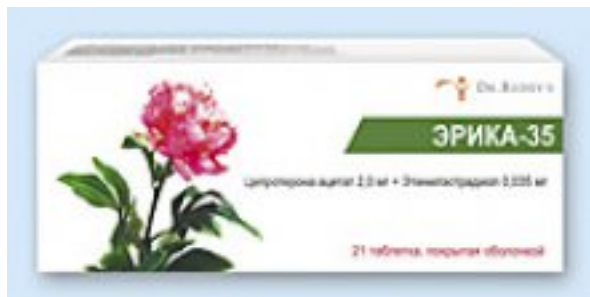 Dr. Reddy's
ЭРИКА-35
Ципротерона ацетат 2,0 мг + Этинилэстрадиол 0,035 мг
21 таблетка, покрытая оболочкой